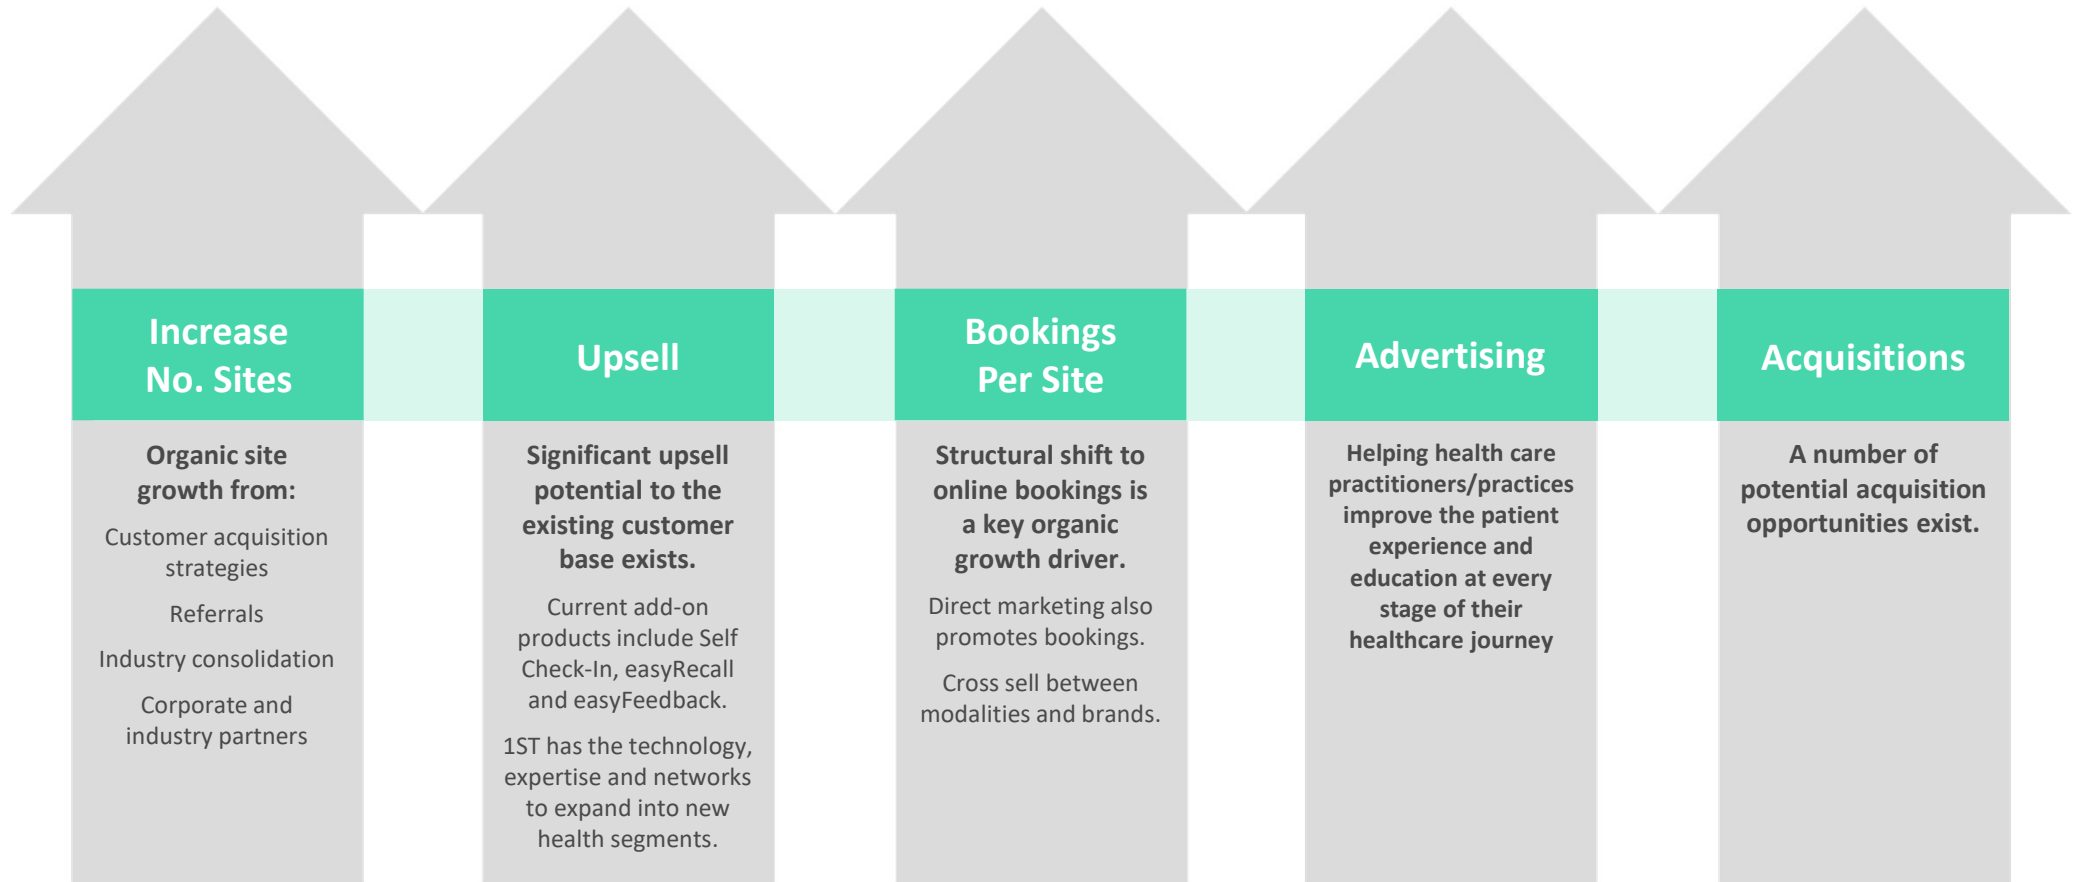 Increase
No. Sites
Organic site
growth from:
Customer acquisition
strategies
Referrals
Industry consolidation
Corporate and
industry partners
Upsell
Significant upsell
potential to the
existing customer
base exists.
Current add-on
products include Self
Check-In, easyRecall
and easyFeedback.
1ST has the technology,
expertise and networks
to expand into new
health segments.
Bookings
Per Site
Structural shift to
online bookings is
a key organic
growth driver.
Direct marketing also
promotes bookings.
Cross sell between
modalities and brands.
Advertising
Helping health care
practitioners/practices
improve the patient
experience and
education at every
stage of their
healthcare journey
Acquisitions
A number of
potential acquisition
opportunities exist.